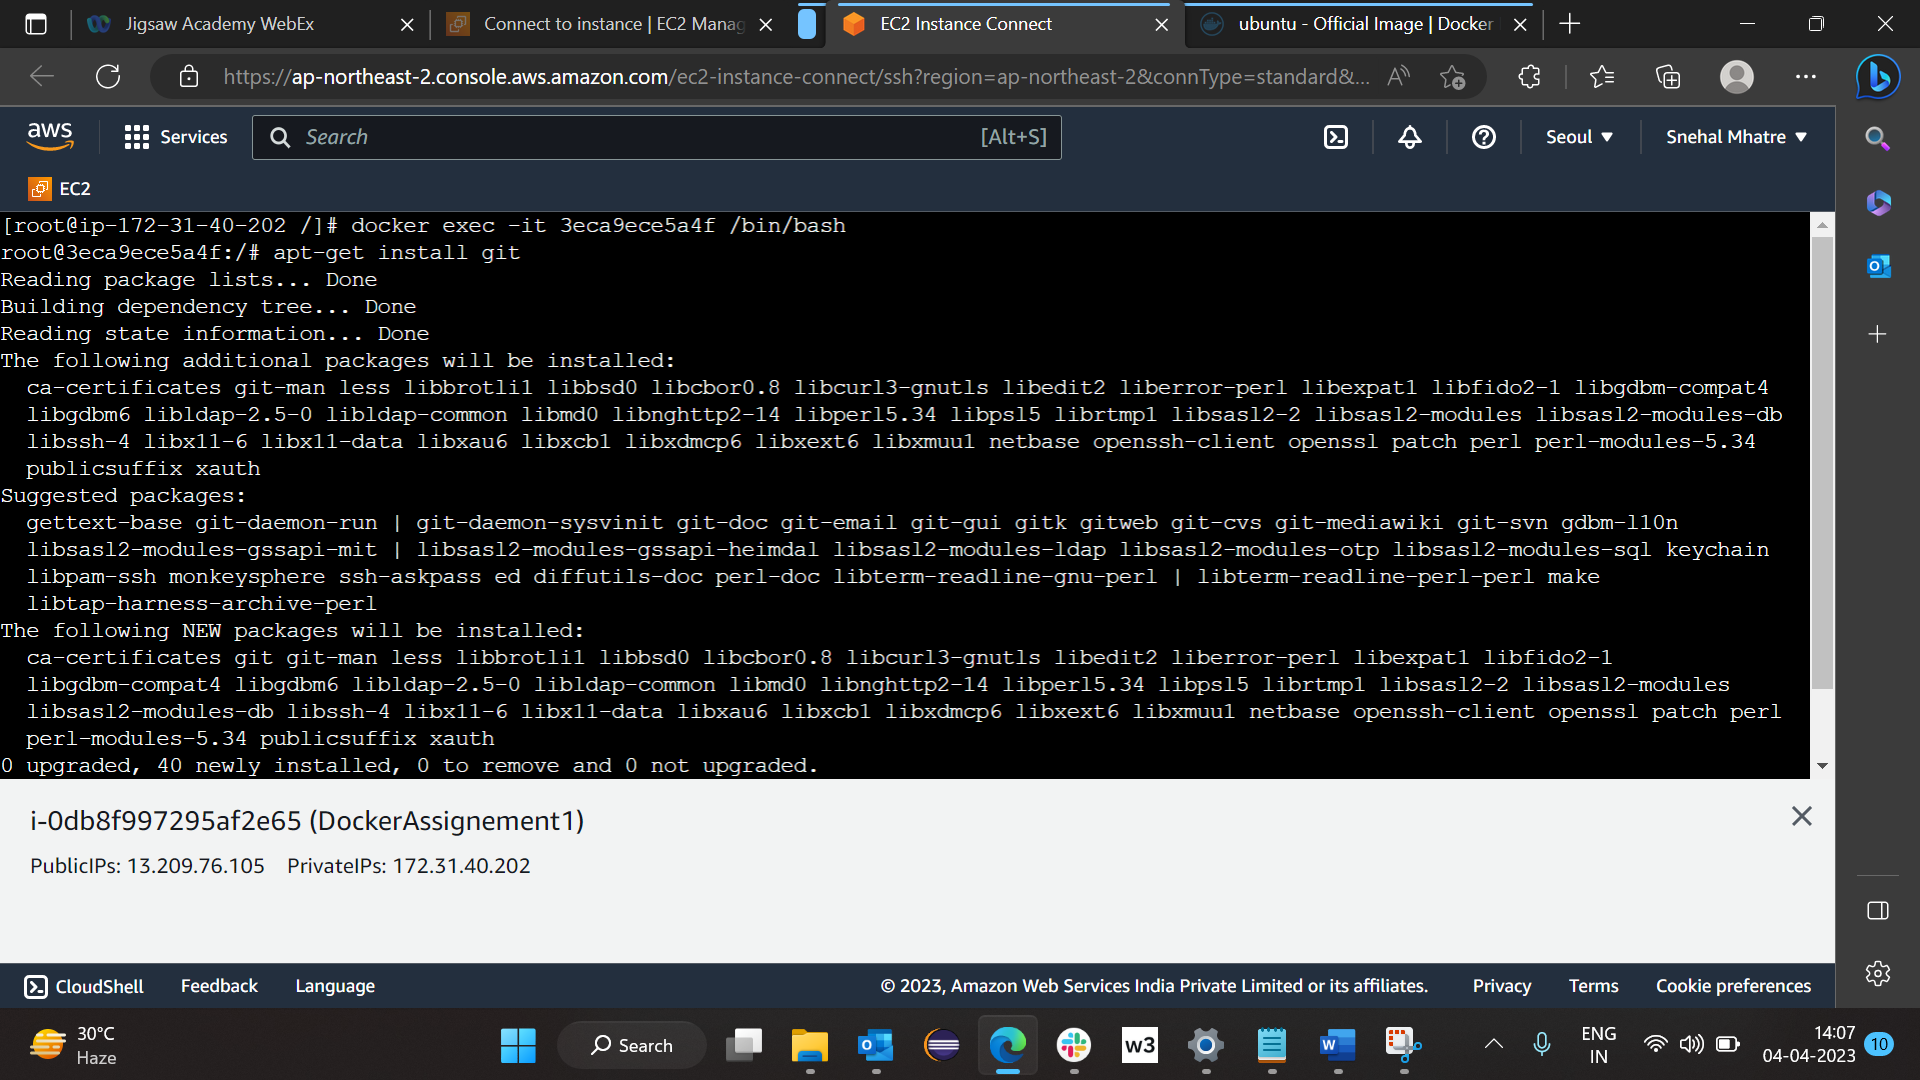 Jigsaw Academy WebEx
Connect to instance | EC2 Manag
EC2 Instance Connect
ubuntu - Official Image | Docker
https://ap-northeast-2.console.aws.amazon.com/ec2-instance-connect/ssh?region=ap-northeast-2&connType=standard&...
aws
Services
Search
[Alt+S]
Seoul
Snehal Mhatre
EC2
[root@ip-172-31-40-202 /]# docker exec -it 3eca9ece5a4f /bin/bash
root@3eca9ece5a4f:/# apt-get install git
Reading package lists... Done
Building dependency tree... Done
Reading state information... Done
The following additional packages will be installed:
ca-certificates git-man less libbrotli1 libbsd0 libcbor0.8 libcurl3-gnutls libedit2 liberror-perl libexpat1 libfido2-1 libgdbm-compat4
libgdbm6 libldap-2.5-0 libldap-common libmd0 libnghttp2-14 libperl5.34 libpsl5 librtmp1 libsasl2-2 libsasl2-modules libsasl2-modules-db
libssh-4 libx11-6 libx11-data libxau6 libxcb1 libxdmcp6 libxext6 libxmuu1 netbase openssh-client openssl patch perl perl-modules-5.34
publicsuffix xauth
Suggested packages:
gettext-base git-daemon-run | git-daemon-sysvinit git-doc git-email git-gui gitk gitweb git-cvs git-mediawiki git-svn gdbm-l10n
libsasl2-modules-gssapi-mit | libsasl2-modules-gssapi-heimdal libsasl2-modules-ldap libsasl2-modules-otp libsasl2-modules-sql keychain
libpam-ssh monkeysphere ssh-askpass ed diffutils-doc perl-doc libterm-readline-gnu-perl | libterm-readline-perl-perl make
libtap-harness-archive-perl
The following NEW packages will be installed:
ca-certificates git git-man less libbrotli1 libbsd0 libcbor0.8 libcurl3-gnutls libedit2 liberror-perl libexpat1 libfido2-1
libgdbm-compat4 libgdbm6 libldap-2.5-0 libldap-common libmd0 libnghttp2-14 libperl5.34 libpsl5 librtmp1 libsasl2-2 libsasl2-modules
libsasl2-modules-db libssh-4 libx11-6 libx11-data libxau6 libxcb1 libxdmcp6 libxext6 libxmuu1 netbase openssh-client openssl patch perl
perl-modules-5.34 publicsuffix xauth
0 upgraded, 40 newly installed, 0 to remove and 0 not upgraded.
i-0db8f997295af2e65 (DockerAssignement1)
PublicIPs: 13.209.76.105 PrivateIPs: 172.31.40.202
CloudShell
Feedback
Language
© 2023, Amazon Web Services India Private Limited or its affiliates.
Privacy
Terms
Cookie preferences
30°C
Haze
Search
w3
ENG
IN
14:07
04-04-2023
10